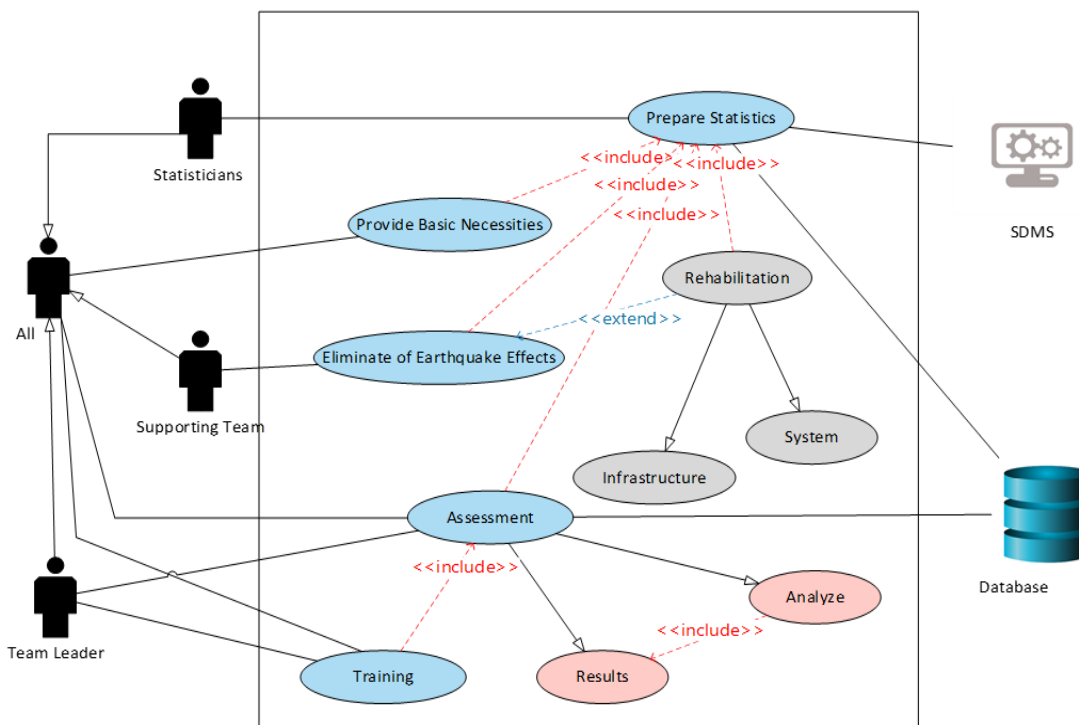 Prepare Statistics
Statisticians
<<include>
<<include>>
<<include>>
<<include>>
Provide Basic Necessities
SDMS
Rehabilitation
All
<<extend>>
Eliminate of Earthquake Effects
Supporting Team
System
Infrastructure
Assessment
<<include>>
Database
Analyze
<<include>>
Team Leader
Training
Results